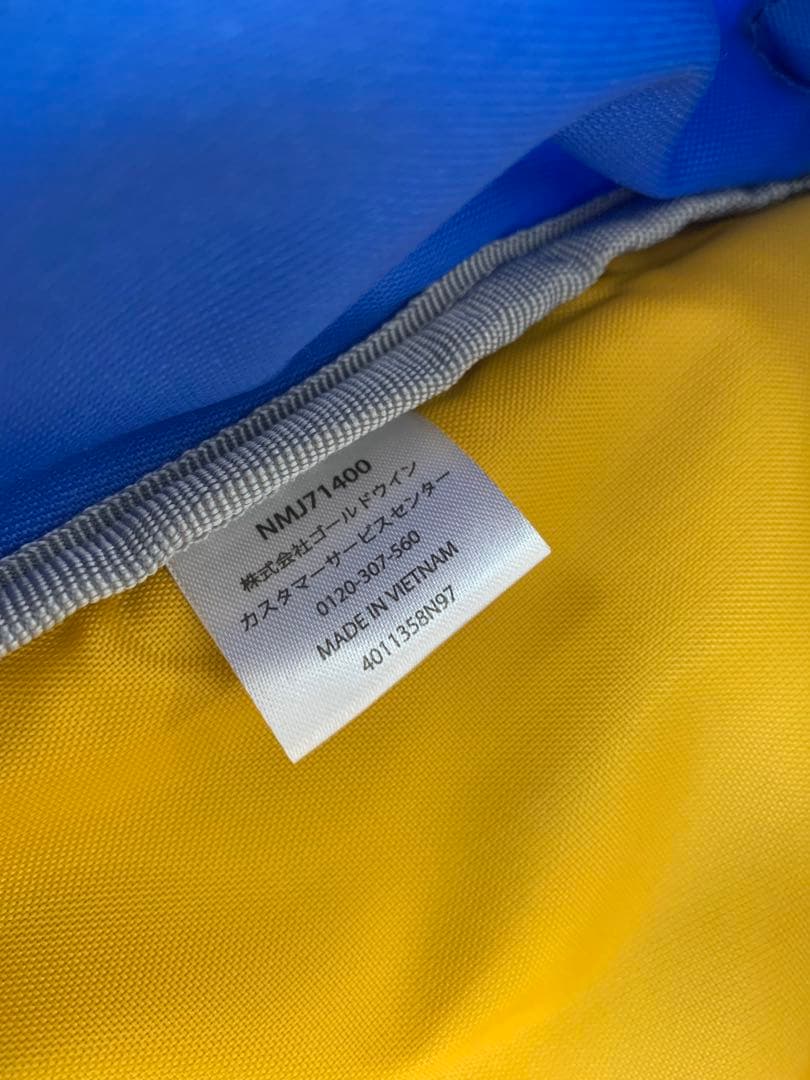 NMJ71400
株式会社ゴールドウイン
カスタマーサービスセンター
0120-307-560
MADE IN VIETNAM
4011358N97